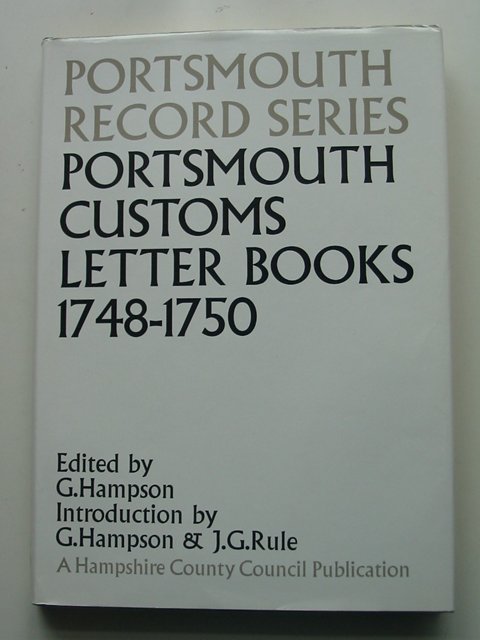 PORTSMOUTH
RECORD SERIES
PORTSMOUTH
CUSTOMS
LETTER BOOKS
1748-1750
Edited by
G.Hampson
Introduction by
G.Hampson & J.G.Rule
A Hampshire County Council Publication